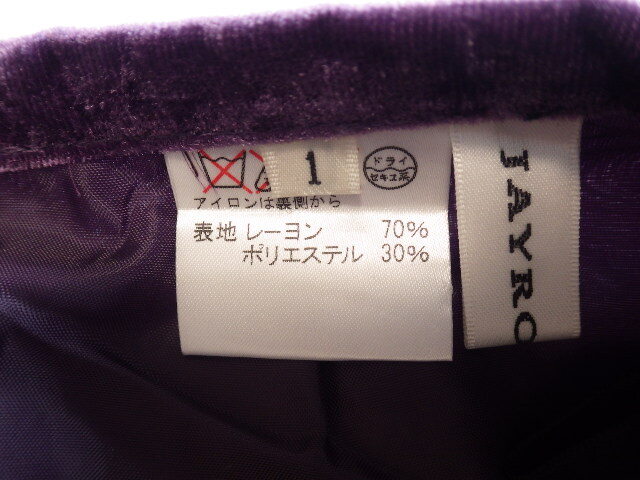 1
ドライ
セキユ系
アイロンは裏側から
表地 レーヨン 70%
ポリエステル 30%
JAYRO